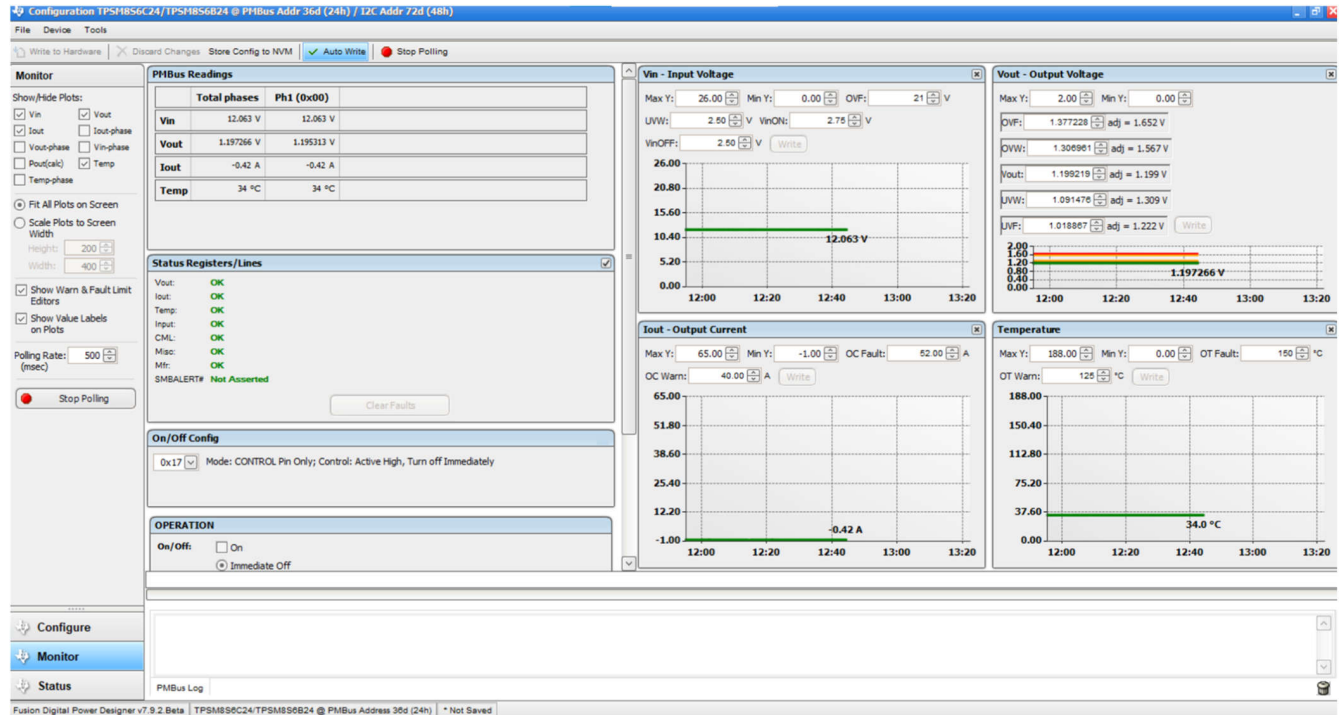 Configuration TPSM8S6C24/TPSM8S6B24 @ PMBus Addr 36d (24h) / I2C Addr 72d (48h)
File Device Tools
Write to Hardware Discard Changes Store Config to NVM Auto Write Stop Polling
Monitor
Show/Hide Plots:
Vin Vout
Iout Iout-phase
Vout-phase Vin-phase
Pout(calc) Temp
Temp-phase
Fit All Plots on Screen
Scale Plots to Screen
Width
Height: 200
Width: 400
Show Warn & Fault Limit
Editors
Show Value Labels
on Plots
Polling Rate: 500
(msec)
Stop Polling
Configure
Monitor
Status
PMBus Readings
Total phases Ph1 (0x00)
Vin 12.063 V 12.063 V
Vout 1.197266 V 1.195313 V
Iout -0.42 A -0.42 A
Temp 34 °C 34 °C
Status Registers/Lines
Vout: OK
Iout: OK
Temp: OK
Input: OK
CML: OK
Misc: OK
Mfr: OK
SMBALERT# Not Asserted
Clear Faults
On/Off Config
0x17 Mode: CONTROL Pin Only; Control: Active High, Turn off Immediately
OPERATION
On/Off: On
Immediate Off
Vin - Input Voltage
Max Y: 26.00 Min Y: 0.00 OVF: 21 V
UVW: 2.50 V VinON: 2.75 V
VinOFF: 2.50 V Write
26.00
20.80
15.60
10.40
5.20
0.00
12.063 V
12:00 12:20 12:40 13:00 13:20
Vout - Output Voltage
Max Y: 2.00 Min Y: 0.00
OVF: 1.377228 adj = 1.652 V
OVW: 1.306961 adj = 1.567 V
Vout: 1.199219 adj = 1.199 V
UVW: 1.091476 adj = 1.309 V
UVF: 1.018867 adj = 1.222 V Write
2.00
1.60
1.20
0.80
0.40
0.00
1.197266 V
12:00 12:20 12:40 13:00 13:20
Iout - Output Current
Max Y: 65.00 Min Y: -1.00 OC Fault: 52.00 A
OC Warn: 40.00 A Write
65.00
51.80
38.60
25.40
12.20
-1.00
-0.42 A
12:00 12:20 12:40 13:00 13:20
Temperature
Max Y: 188.00 Min Y: 0.00 OT Fault: 150 °C
OT Warn: 125 °C Write
188.00
150.40
112.80
75.20
37.60
0.00
34.0 °C
12:00 12:20 12:40 13:00 13:20
PMBus Log
Fusion Digital Power Designer v7.9.2.Beta TPSM8S6C24/TPSM8S6B24 @ PMBus Address 36d (24h) * Not Saved